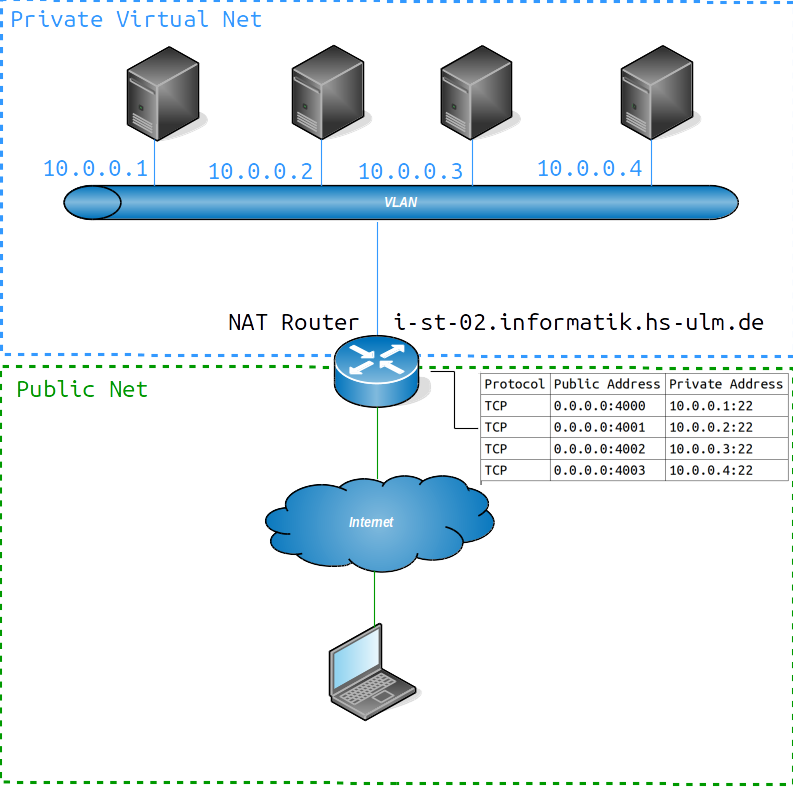 Private Virtual Net
10.0.0.1
10.0.0.2
10.0.0.3
10.0.0.4
VLAN
NAT Router
i-st-02.informatik.hs-ulm.de
Public Net
Protocol Public Address Private Address
TCP 0.0.0.0:4000 10.0.0.1:22
TCP 0.0.0.0:4001 10.0.0.2:22
TCP 0.0.0.0:4002 10.0.0.3:22
TCP 0.0.0.0:4003 10.0.0.4:22
Internet